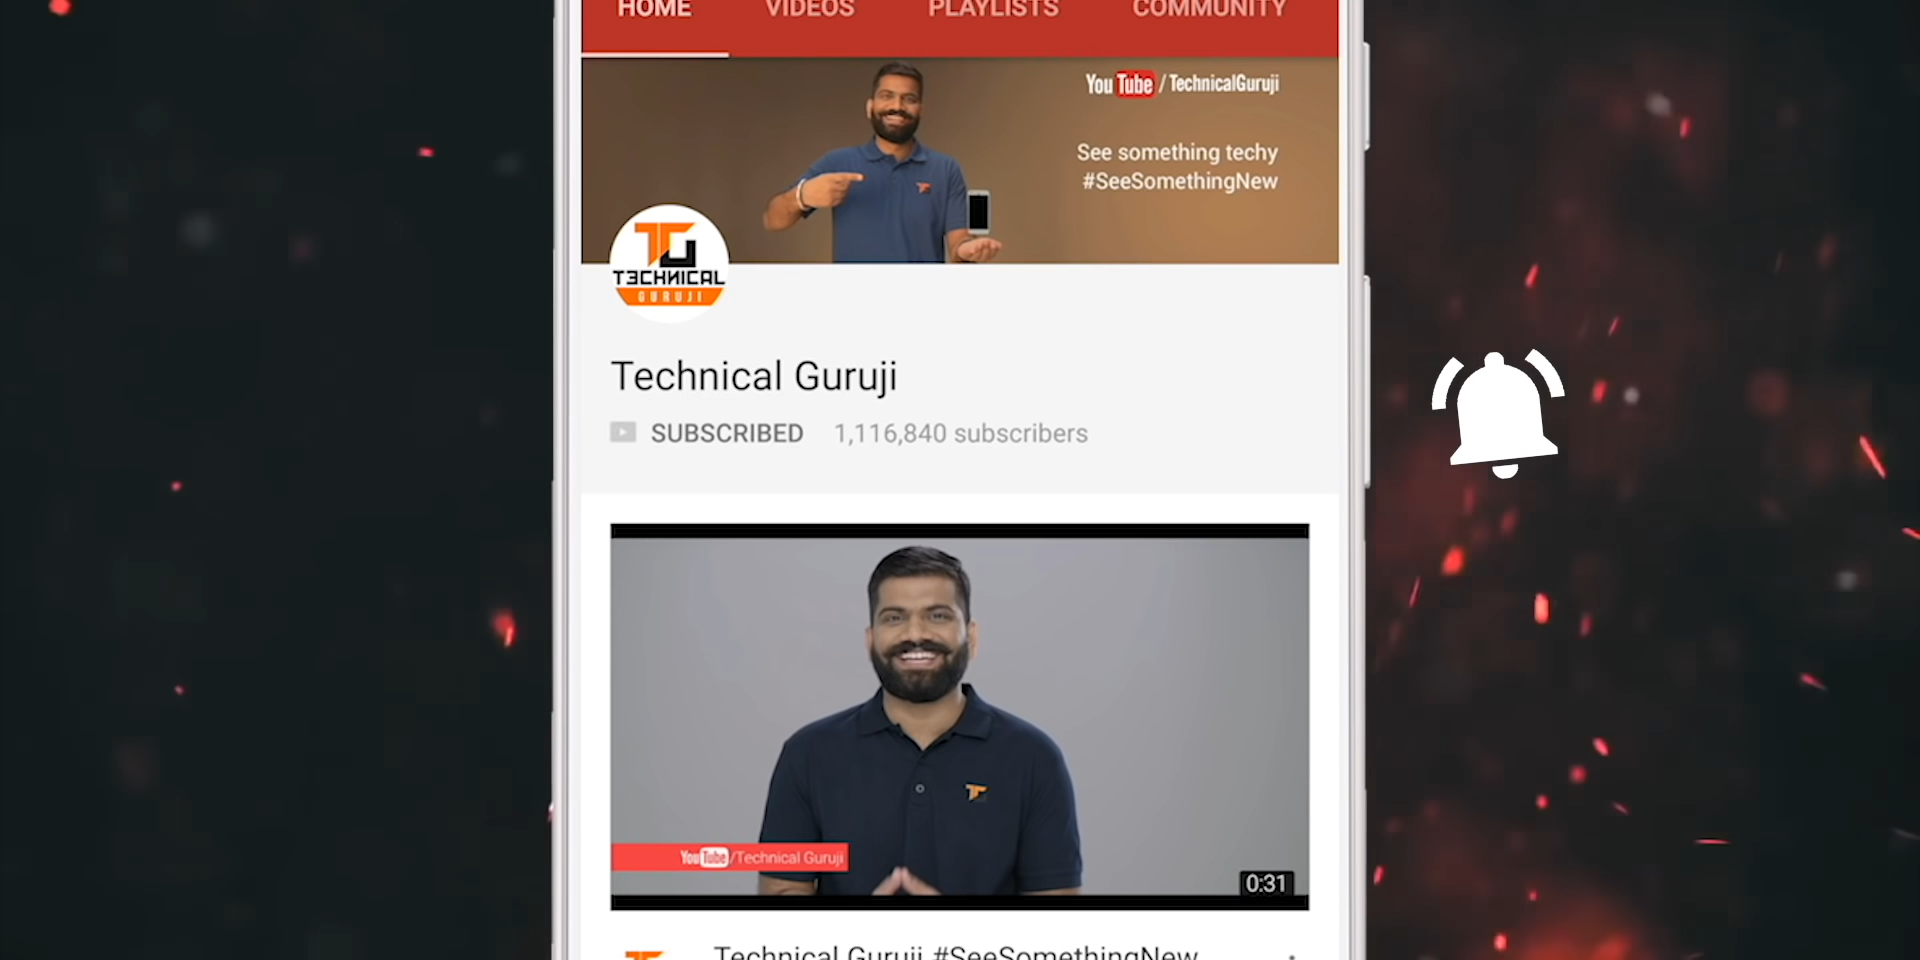 HOME VIDEOS PLAYLISTS COMMUNITY
YouTube / TechnicalGuruji
See something techy
#SeeSomethingNew
TG
TECHNICAL
GURUJI
Technical Guruji
SUBSCRIBED 1,116,840 subscribers
YouTube/Technical Guruji
0:31
Technical Guruji #SeeSomethingNew